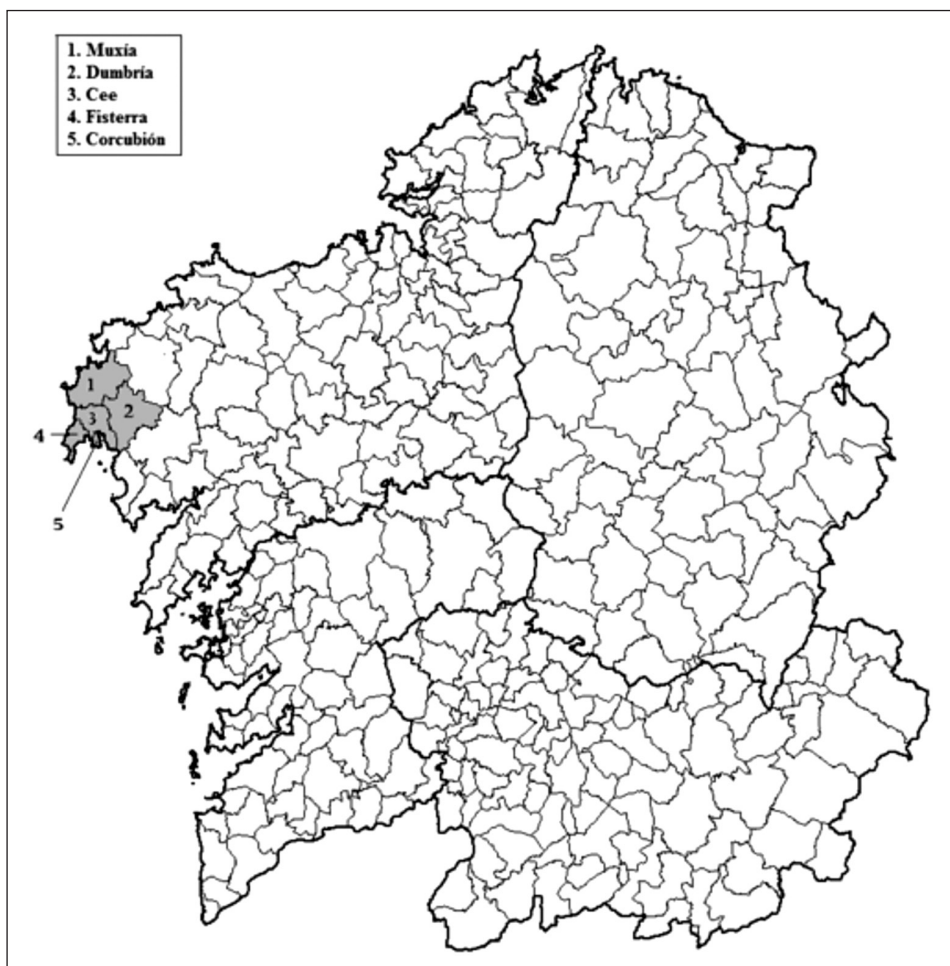 1. Muxía
2. Dumbría
3. Cee
4. Fisterra
5. Corcubión
1
2
3
4
5